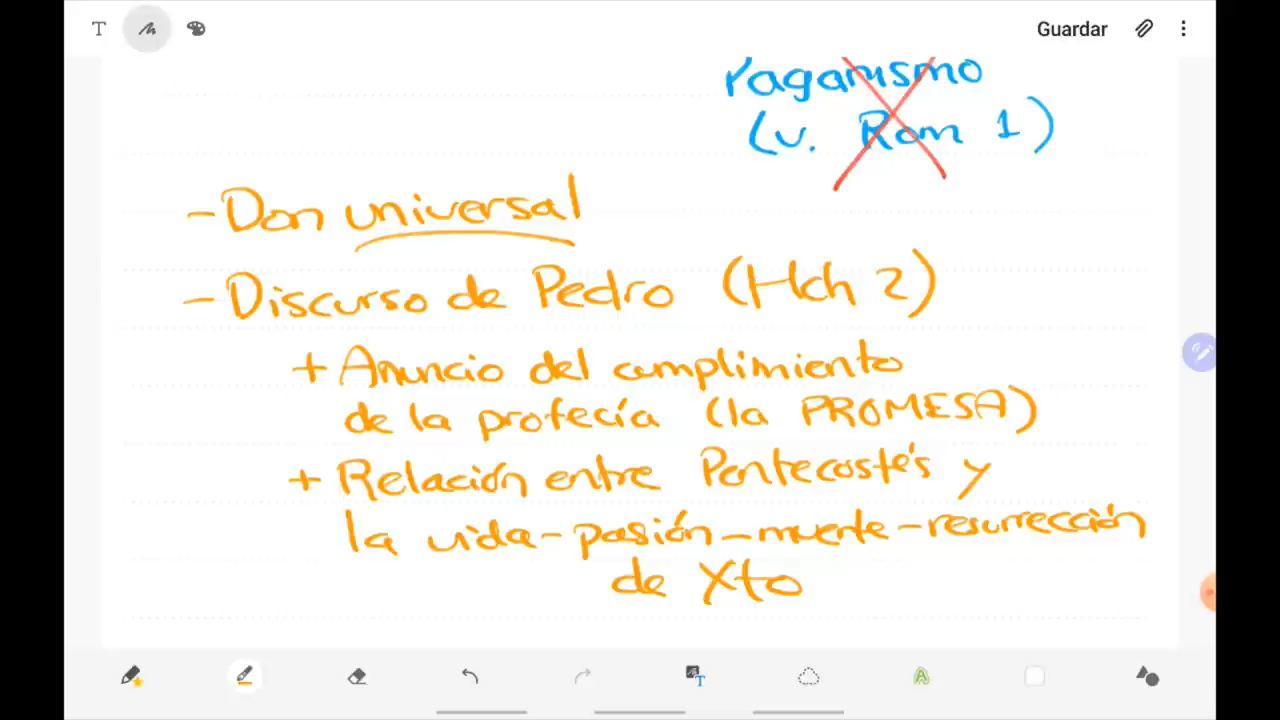 Guardar
Paganismo
(v. Rom 1)
- Don universal
- Discurso de Pedro (Hch 2)
+ Anuncio del cumplimiento
de la profecía (la PROMESA)
+ Relación entre Pentecostés y
la vida-pasión-muerte-resurrección
de Xto